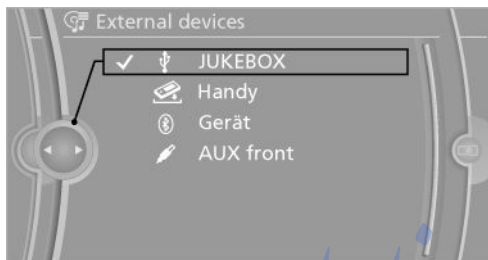 External devices
JUKEBOX
Handy
Gerät
AUX front